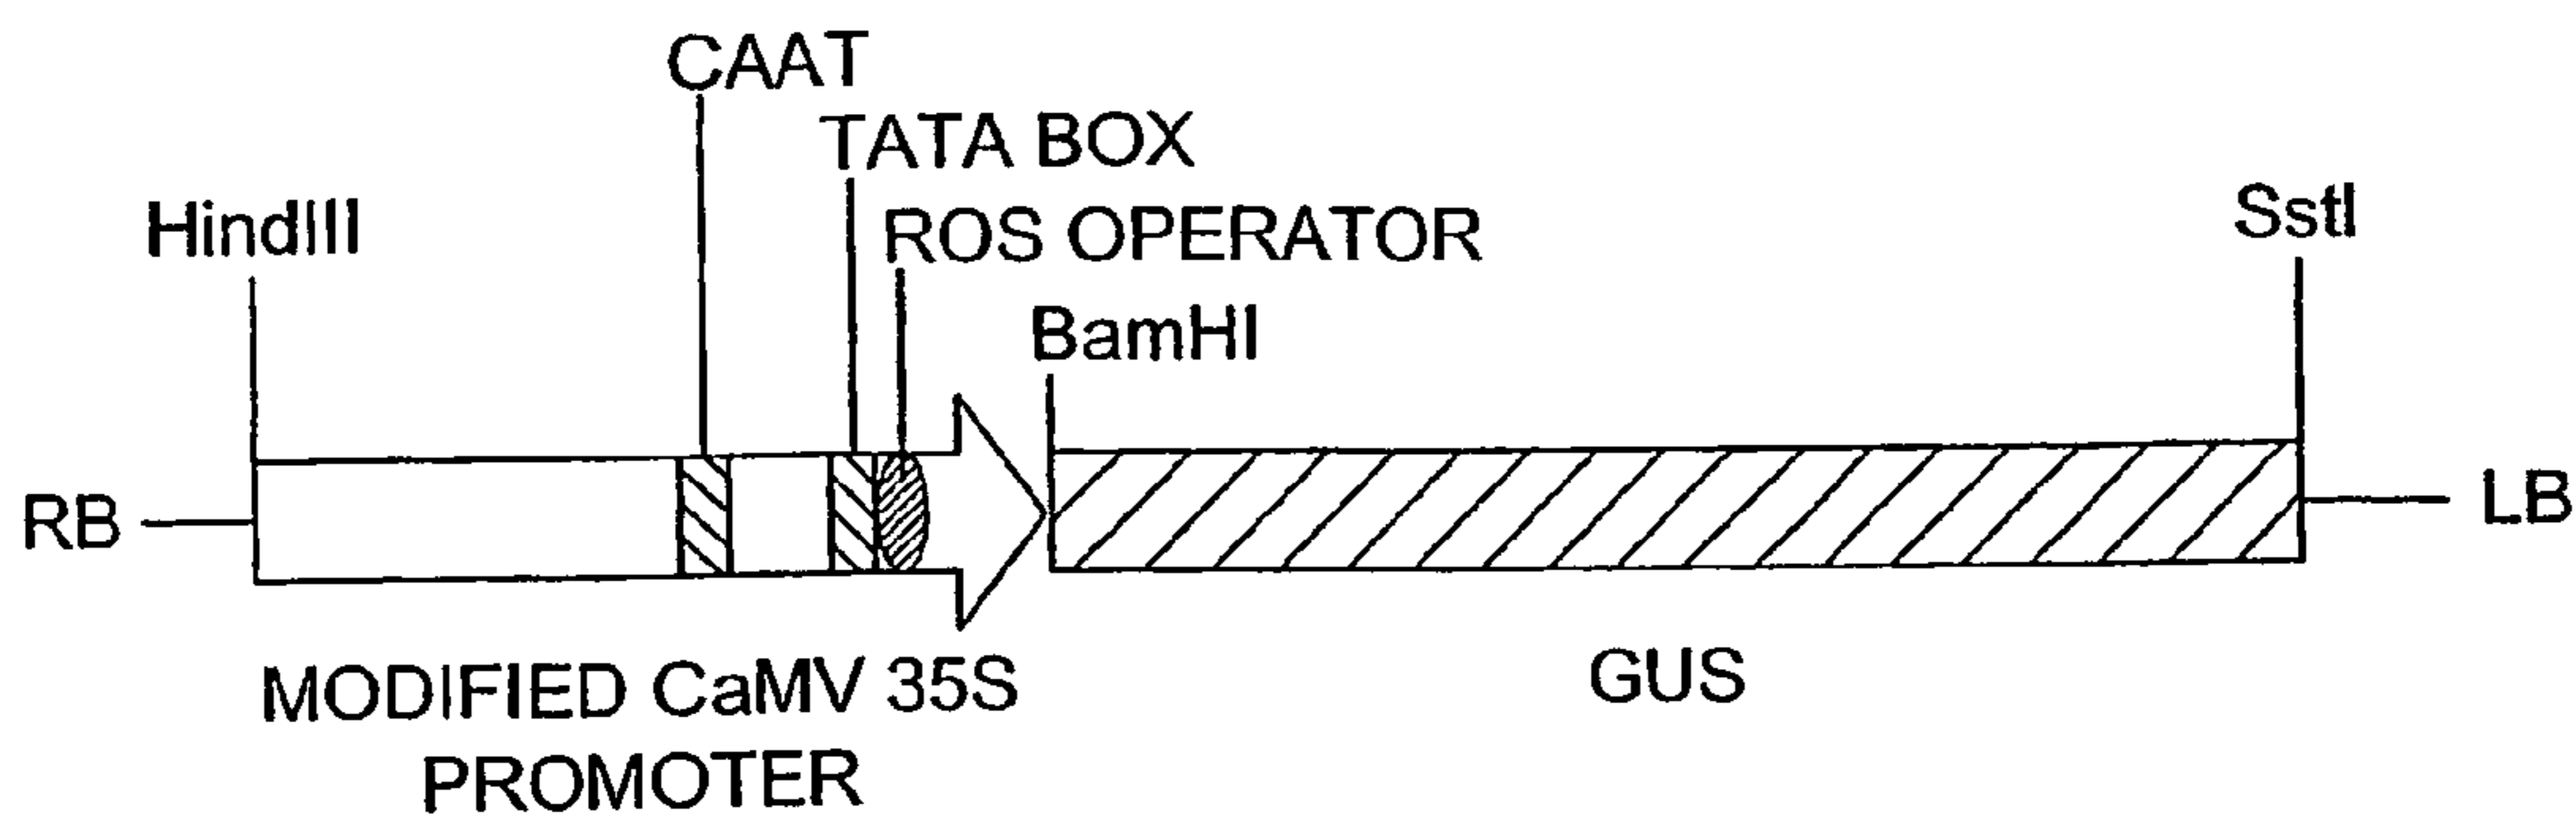 CAAT
TATA BOX
HindIII
ROS OPERATOR
SstI
BamHI
RB
LB
MODIFIED CaMV 35S
PROMOTER
GUS